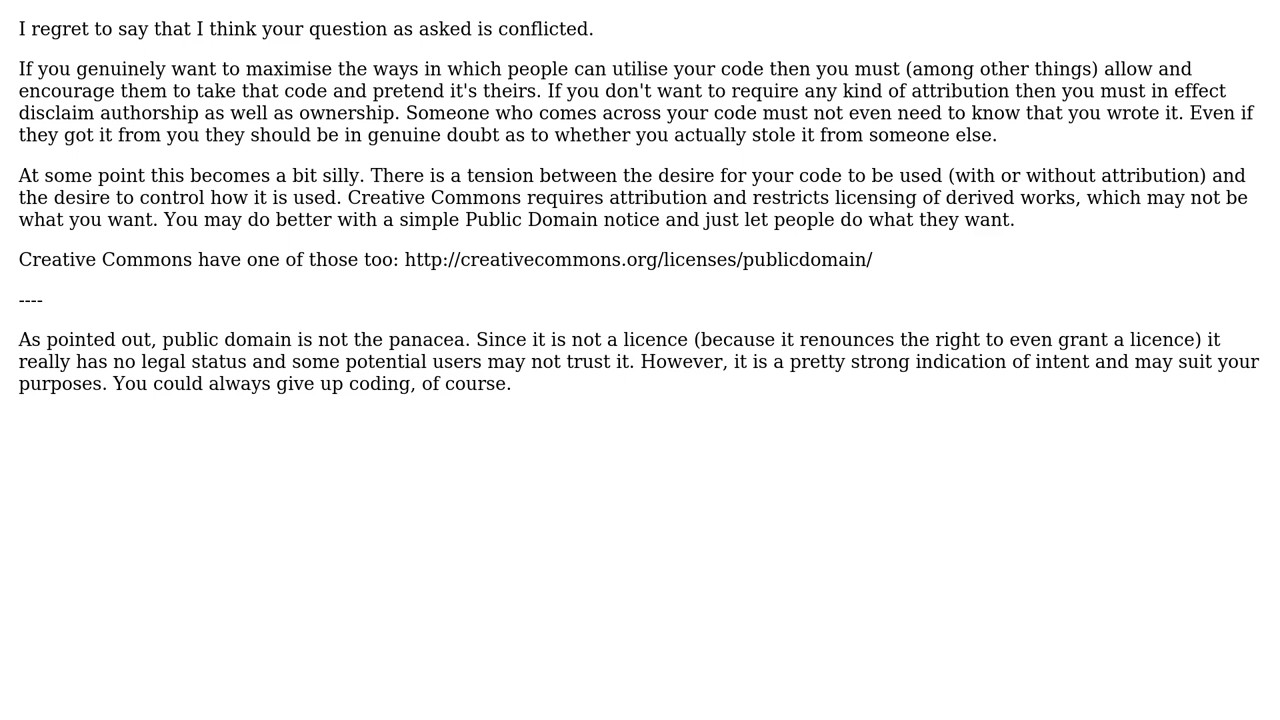 I regret to say that I think your question as asked is conflicted.
If you genuinely want to maximise the ways in which people can utilise your code then you must (among other things) allow and
encourage them to take that code and pretend it's theirs. If you don't want to require any kind of attribution then you must in effect
disclaim authorship as well as ownership. Someone who comes across your code must not even need to know that you wrote it. Even if
they got it from you they should be in genuine doubt as to whether you actually stole it from someone else.
At some point this becomes a bit silly. There is a tension between the desire for your code to be used (with or without attribution) and
the desire to control how it is used. Creative Commons requires attribution and restricts licensing of derived works, which may not be
what you want. You may do better with a simple Public Domain notice and just let people do what they want.
Creative Commons have one of those too: http://creativecommons.org/licenses/publicdomain/
----
As pointed out, public domain is not the panacea. Since it is not a licence (because it renounces the right to even grant a licence) it
really has no legal status and some potential users may not trust it. However, it is a pretty strong indication of intent and may suit your
purposes. You could always give up coding, of course.